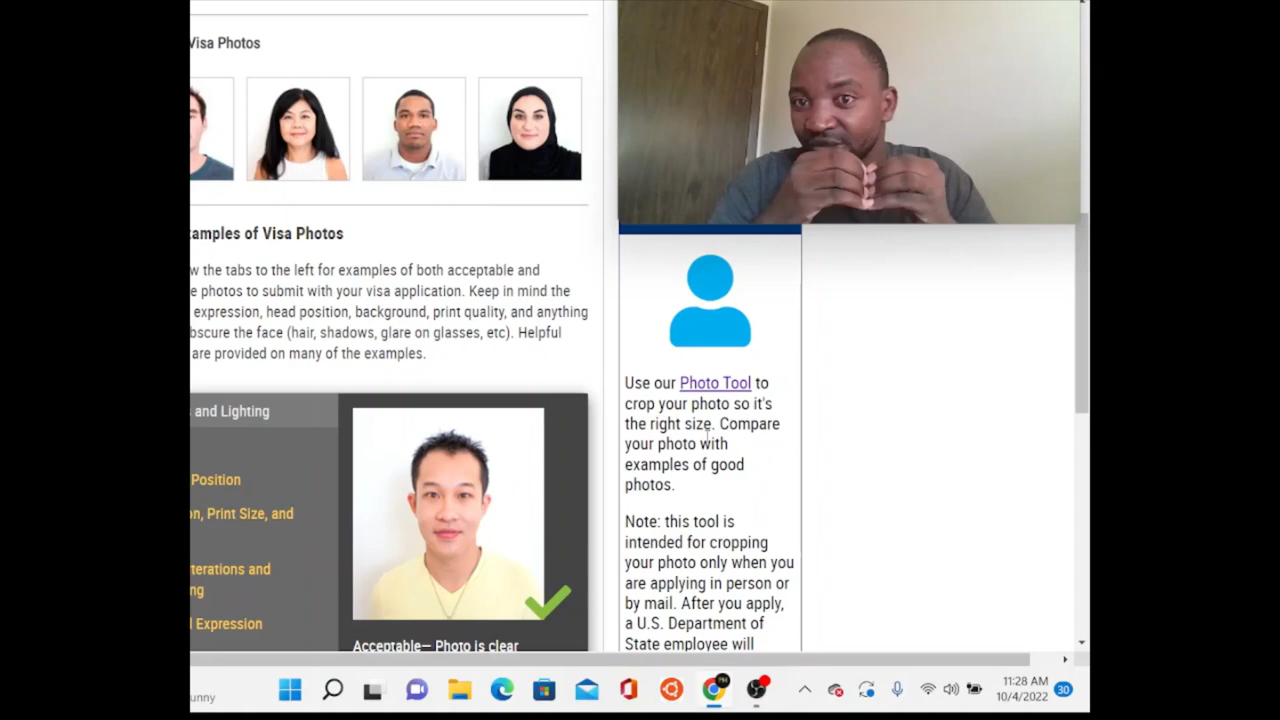 Visa Photos
amples of Visa Photos
w the tabs to the left for examples of both acceptable and
e photos to submit with your visa application. Keep in mind the
expression, head position, background, print quality, and anything
bscure the face (hair, shadows, glare on glasses, etc). Helpful
are provided on many of the examples.
s and Lighting
Position
on, Print Size, and
terations and
ng
l Expression
Acceptable— Photo is clear
Use our Photo Tool to
crop your photo so it's
the right size. Compare
your photo with
examples of good
photos.
Note: this tool is
intended for cropping
your photo only when you
are applying in person or
by mail. After you apply,
a U.S. Department of
State employee will
unny
PH
11:28 AM
10/4/2022
30